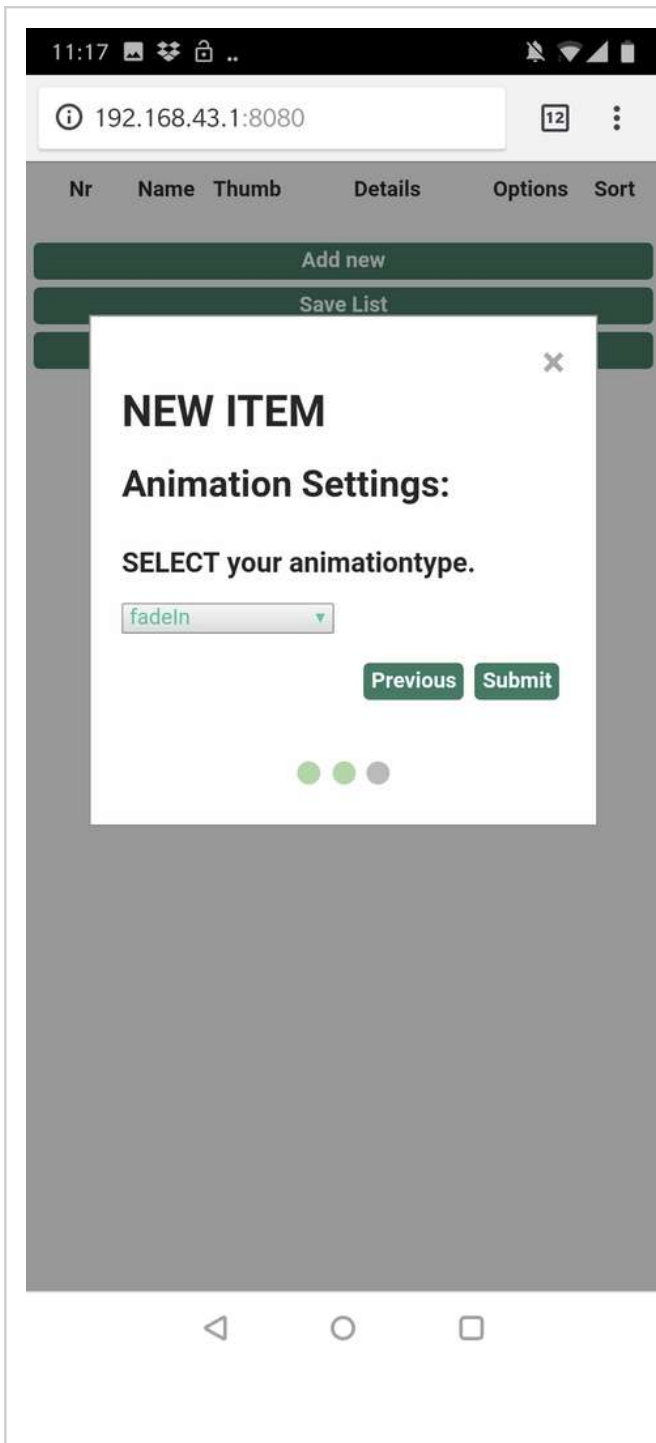 11:17
192.168.43.1:8080 12
Nr Name Thumb Details Options Sort
Add new
Save List
NEW ITEM
Animation Settings:
SELECT your animationtype.
fadeIn
Previous Submit